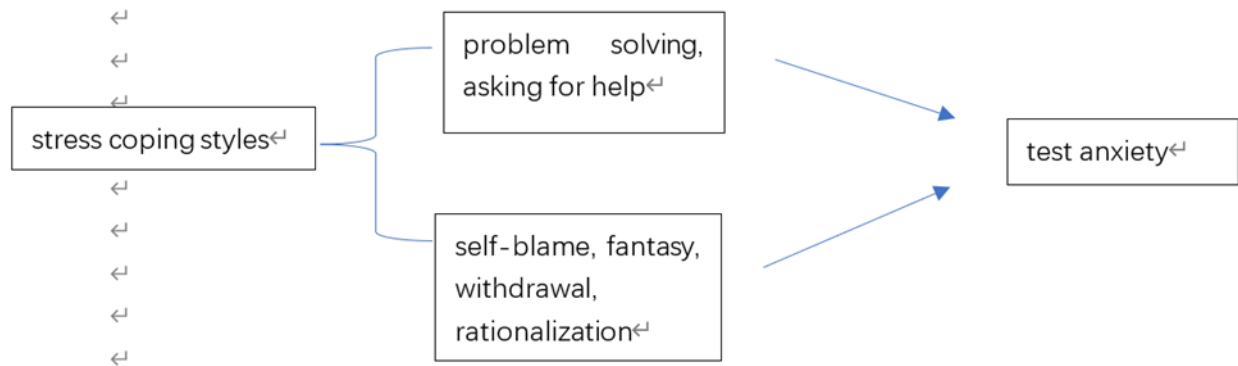 stress coping styles↵
problem solving,
asking for help↵
self-blame, fantasy,
withdrawal,
rationalization↵
test anxiety↵